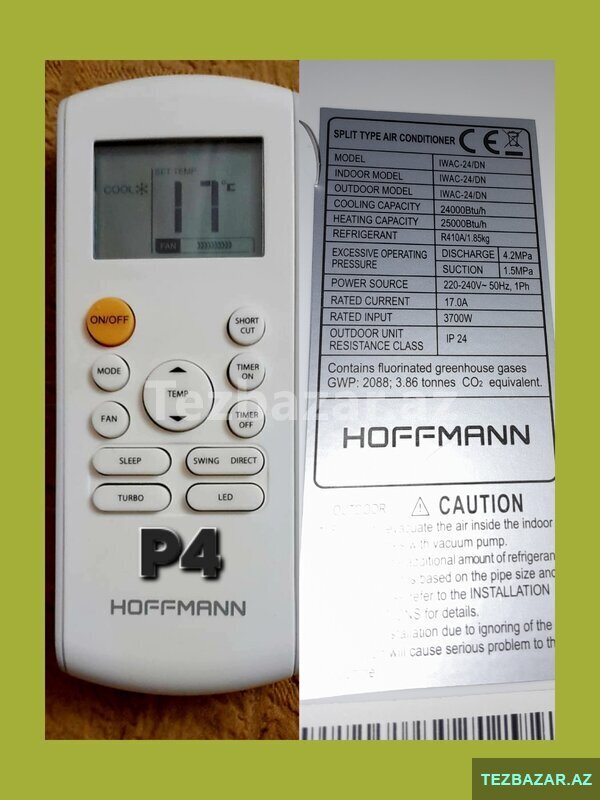 SET TEMP.
COOL
17°C
FAN
ON/OFF
SHORT
CUT
MODE
TIMER
ON
TEMP
FAN
TIMER
OFF
SLEEP
SWING DIRECT
TURBO
LED
P4
HOFFMANN
SPLIT TYPE AIR CONDITIONER CE
MODEL IWAC-24/DN
INDOOR MODEL IWAC-24/DN
OUTDOOR MODEL IWAC-24/DN
COOLING CAPACITY 24000Btu/h
HEATING CAPACITY 25000Btu/h
REFRIGERANT R410A/1.85kg
EXCESSIVE OPERATING PRESSURE DISCHARGE 4.2MPa
SUCTION 1.5MPa
POWER SOURCE 220-240V~ 50Hz, 1Ph
RATED CURRENT 17.0A
RATED INPUT 3700W
OUTDOOR UNIT RESISTANCE CLASS IP 24
Contains fluorinated greenhouse gases
GWP: 2088; 3.86 tonnes CO₂ equivalent.
HOFFMANN
OUTDOOR
CAUTION
the air inside the indoor
with vacuum pump.
amount of refrigeran
based on the pipe size and
refer to the INSTALLATION
for details.
due to ignoring of the
will cause serious problem to the
Tezbazar.az
TEZBAZAR.AZ